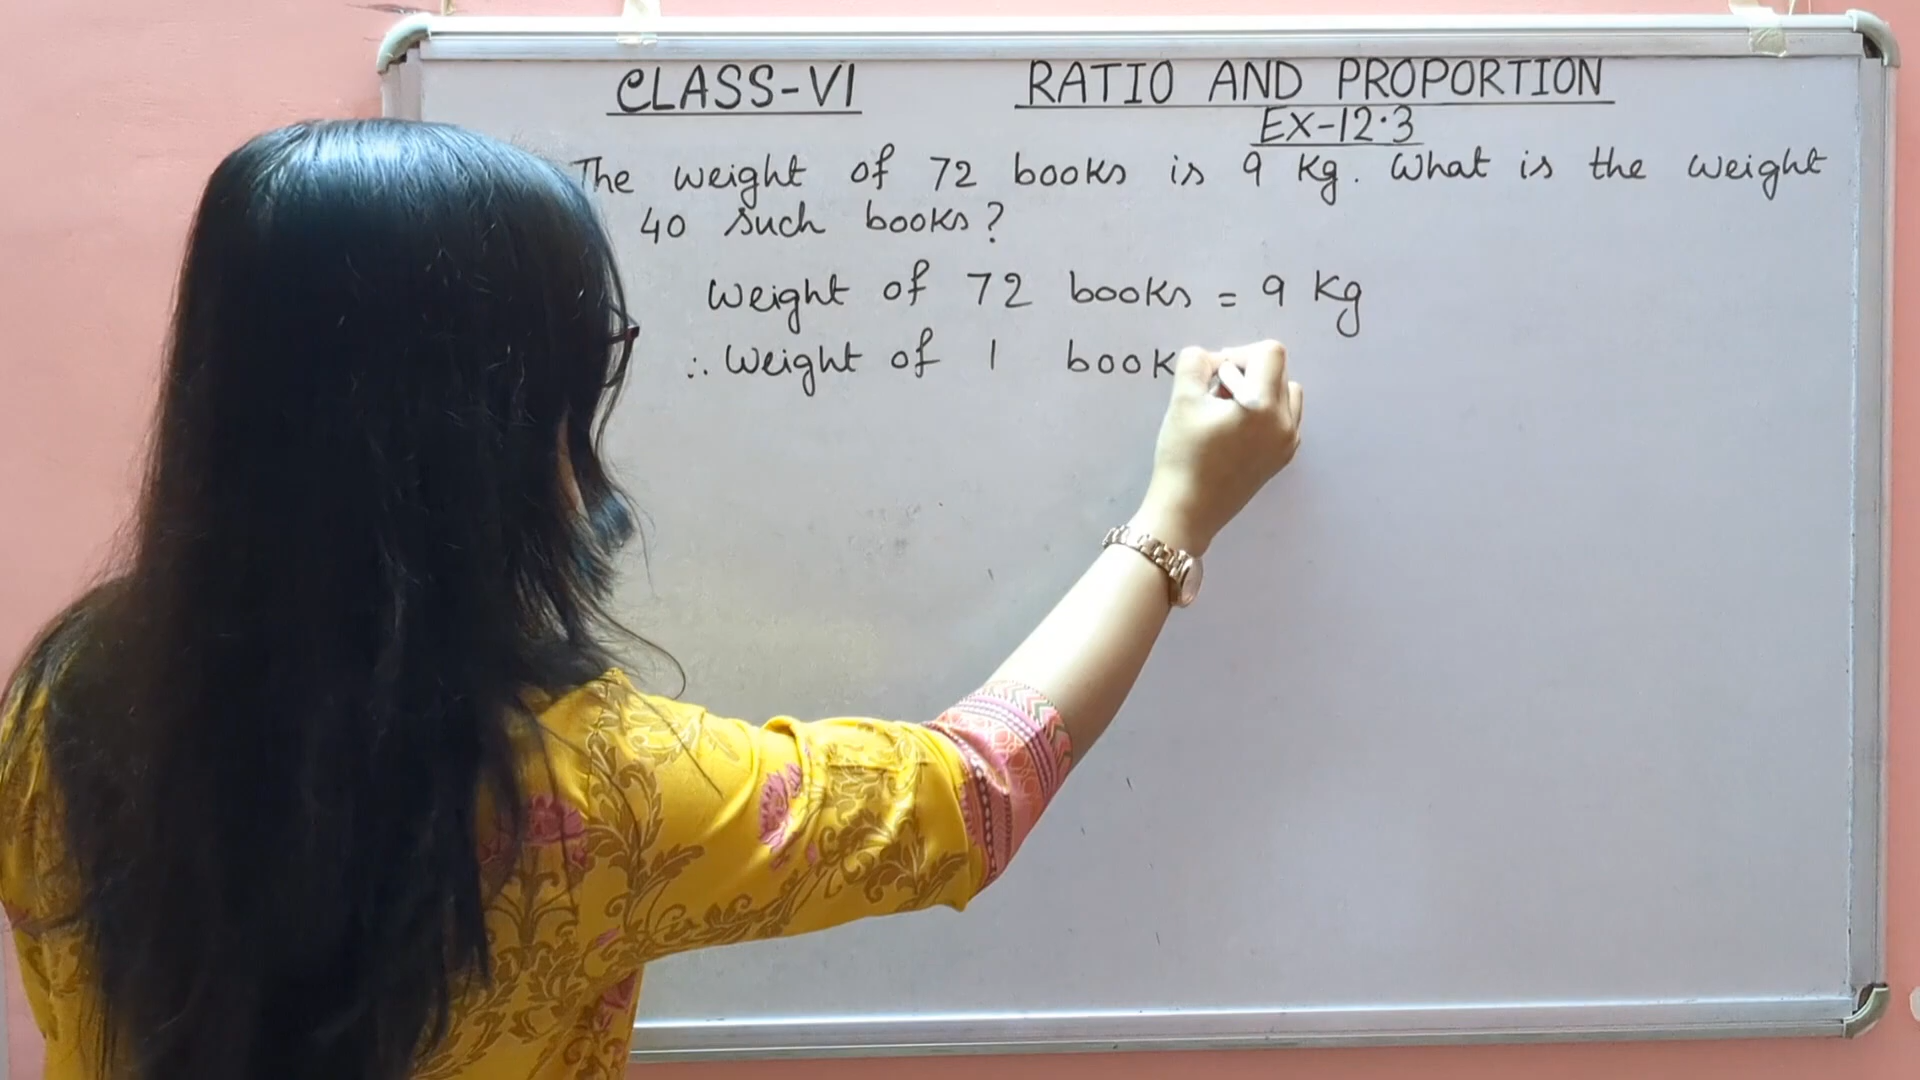 CLASS-VI RATIO AND PROPORTION
EX-12.3
The weight of 72 books is 9 Kg. What is the weight
40 such books?
Weight of 72 books = 9 Kg
∴ Weight of 1 book